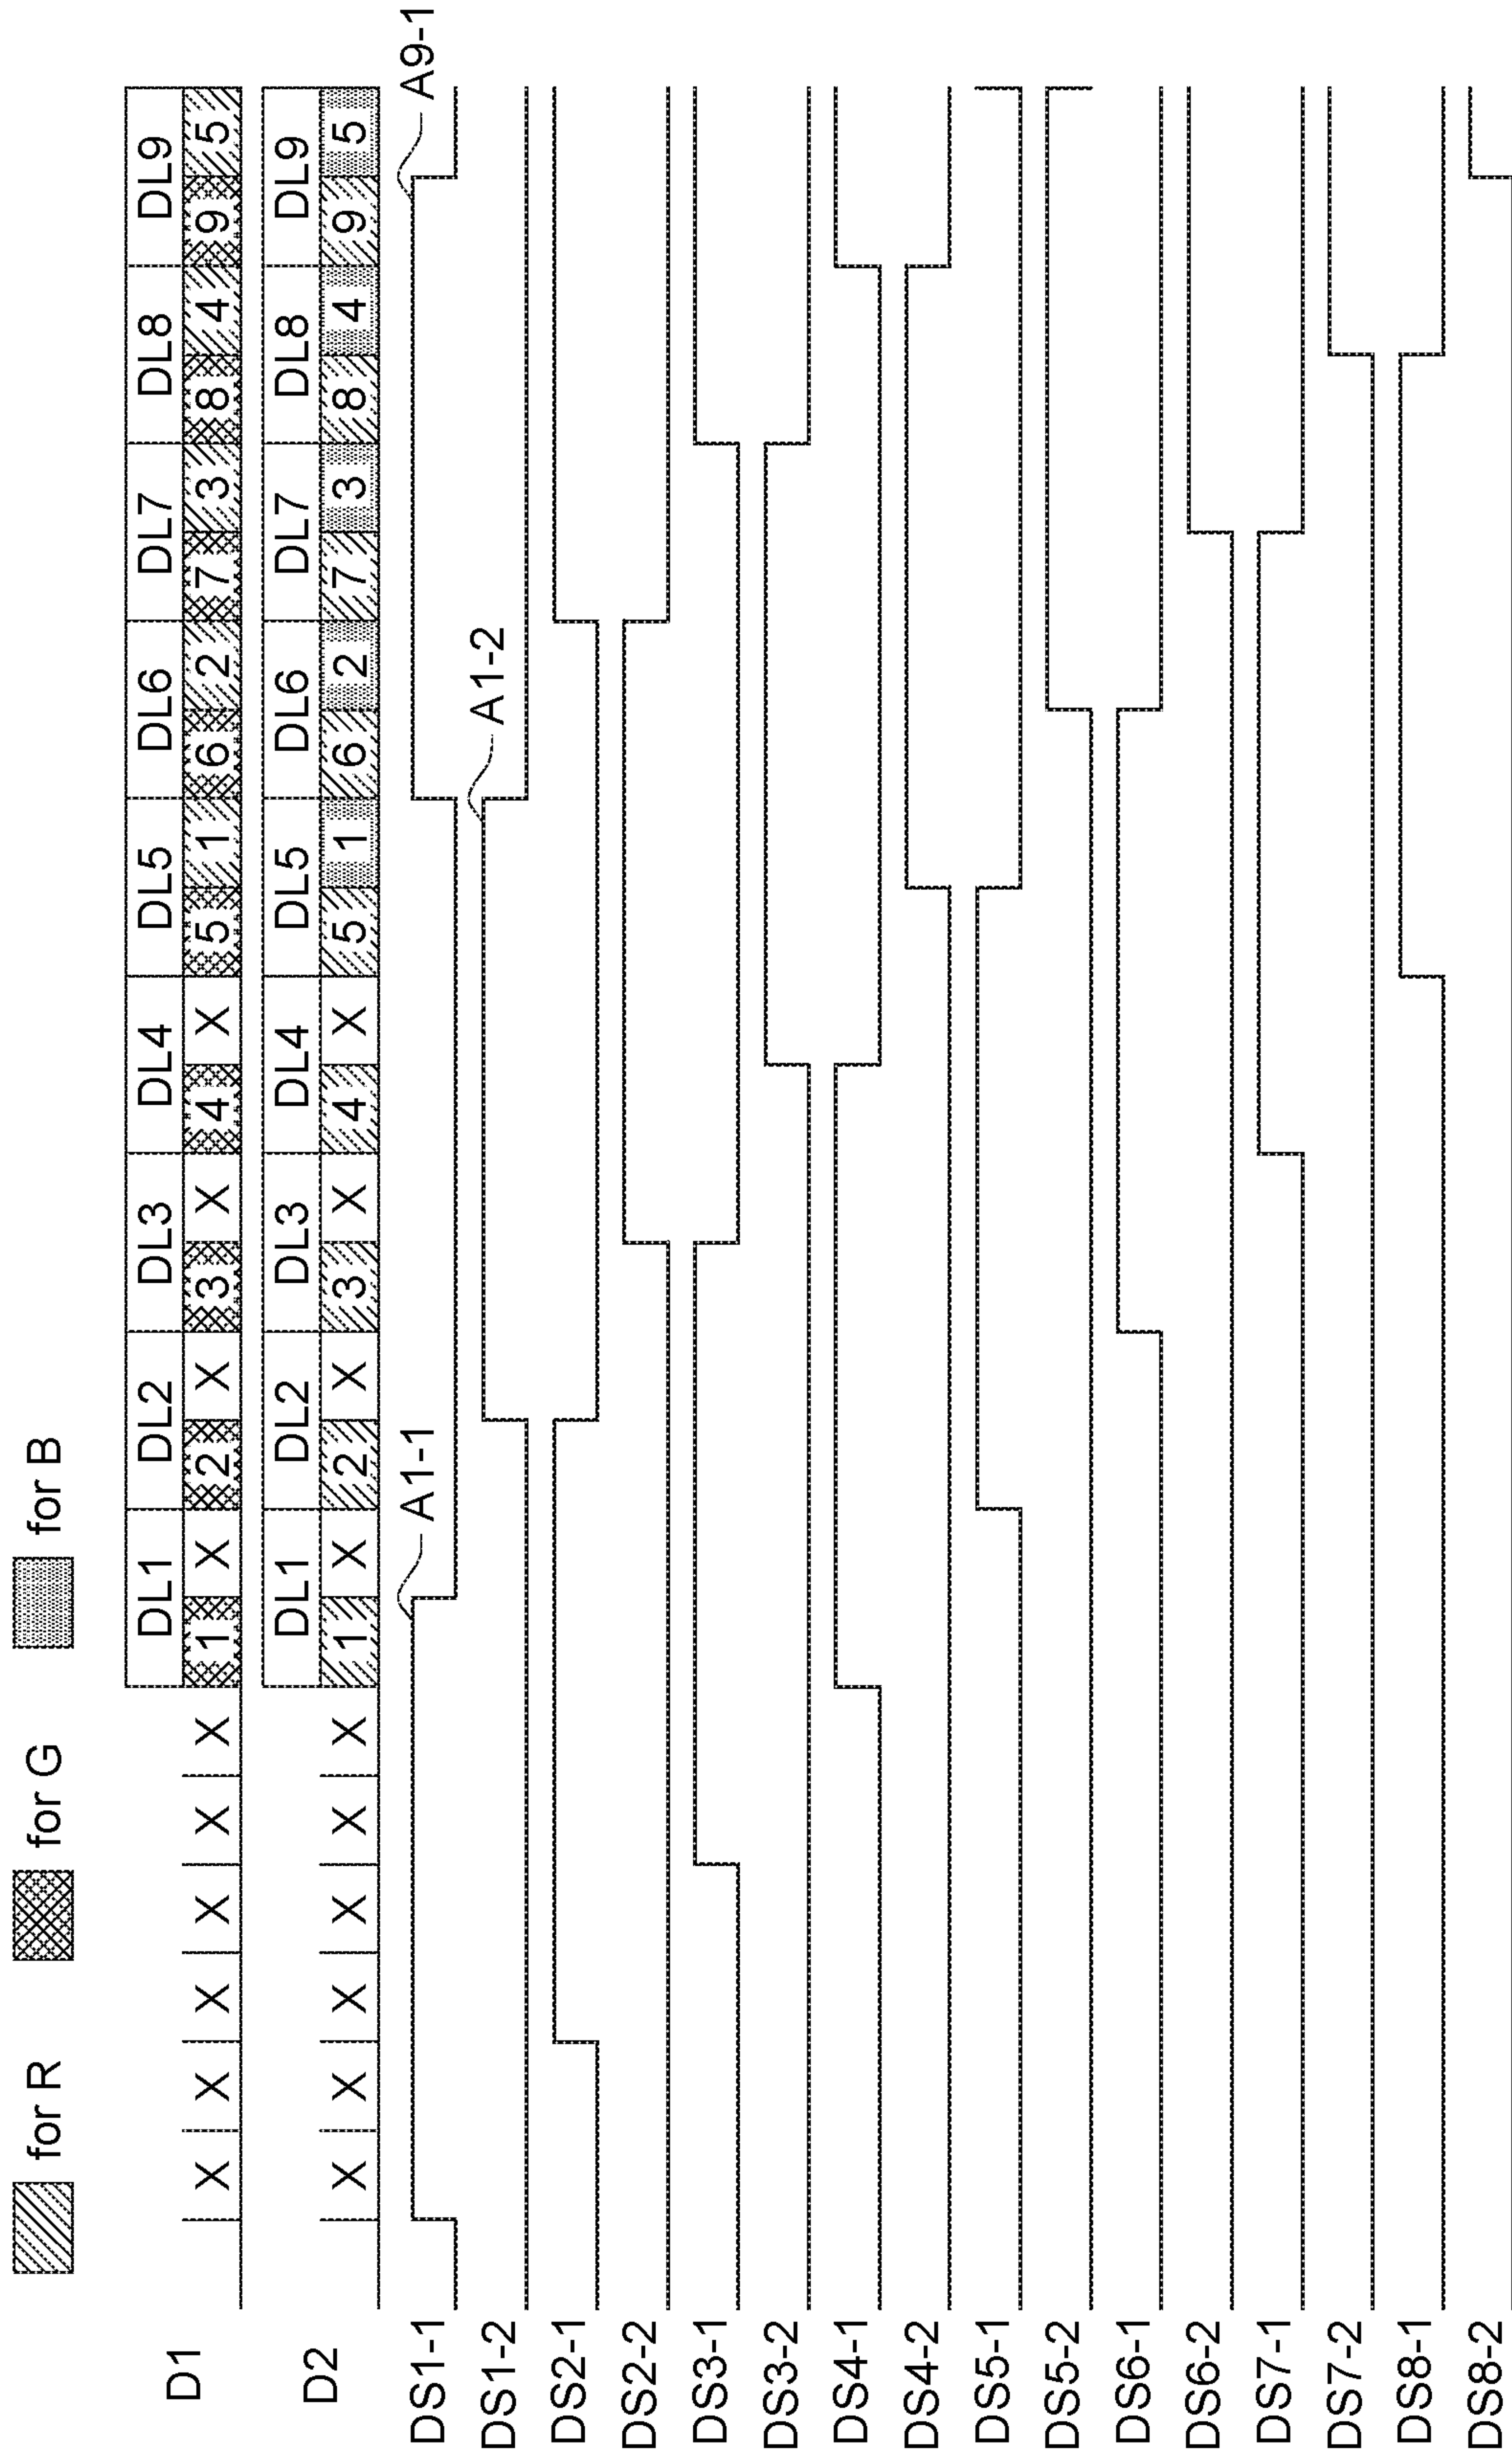 for R for G for B
DL1 DL2 DL3 DL4 DL5 DL6 DL7 DL8 DL9
D1 X X X X X X 1 X 2 X 3 X 4 X 5 1 6 2 7 3 8 4 9 5
DL1 DL2 DL3 DL4 DL5 DL6 DL7 DL8 DL9
D2 X X X X X X 1 X 2 X 3 X 4 X 5 1 6 2 7 3 8 4 9 5
A1-1 A9-1
DS1-1
A1-2
DS1-2
DS2-1
DS2-2
DS3-1
DS3-2
DS4-1
DS4-2
DS5-1
DS5-2
DS6-1
DS6-2
DS7-1
DS7-2
DS8-1
DS8-2